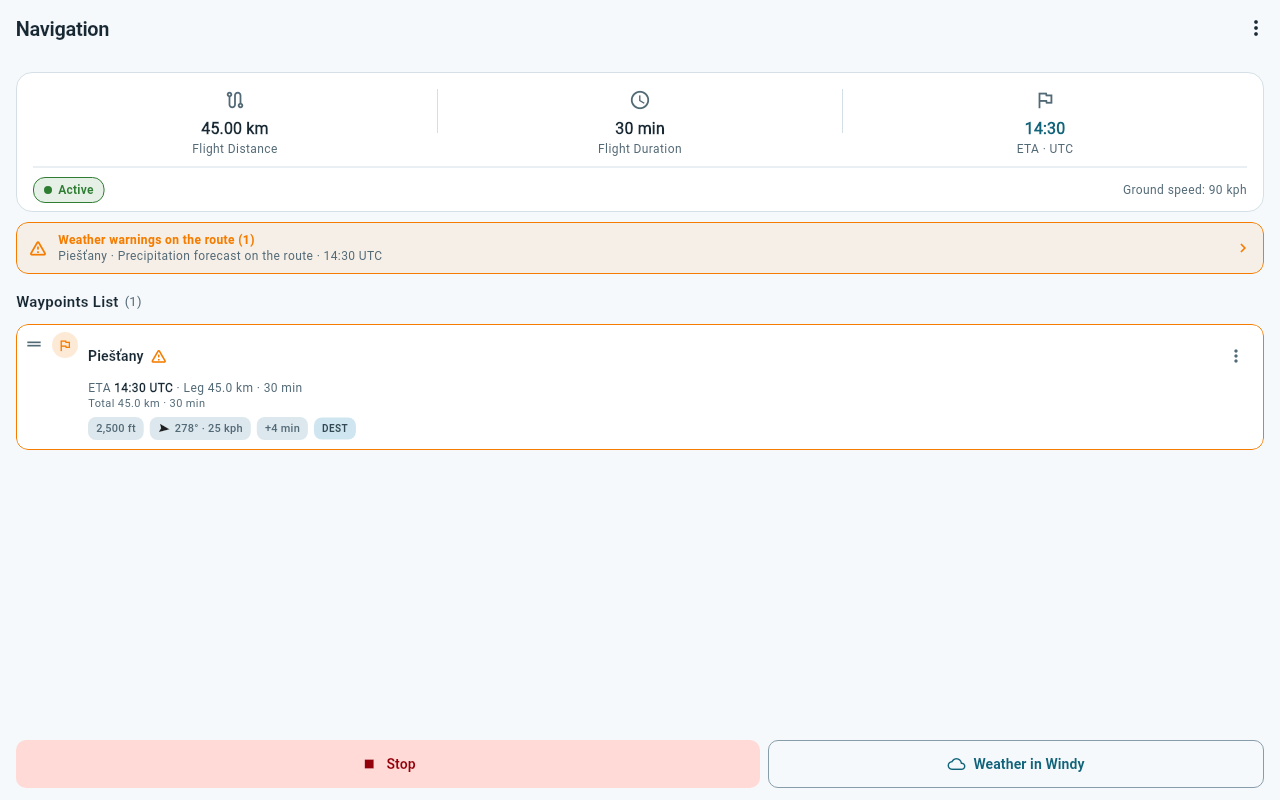 Navigation
45.00 km
Flight Distance
30 min
Flight Duration
14:30
ETA · UTC
Active
Ground speed: 90 kph
Weather warnings on the route (1)
Piešťany · Precipitation forecast on the route · 14:30 UTC
Waypoints List (1)
Piešťany
ETA 14:30 UTC · Leg 45.0 km · 30 min
Total 45.0 km · 30 min
2,500 ft
278° · 25 kph
+4 min
DEST
Stop
Weather in Windy